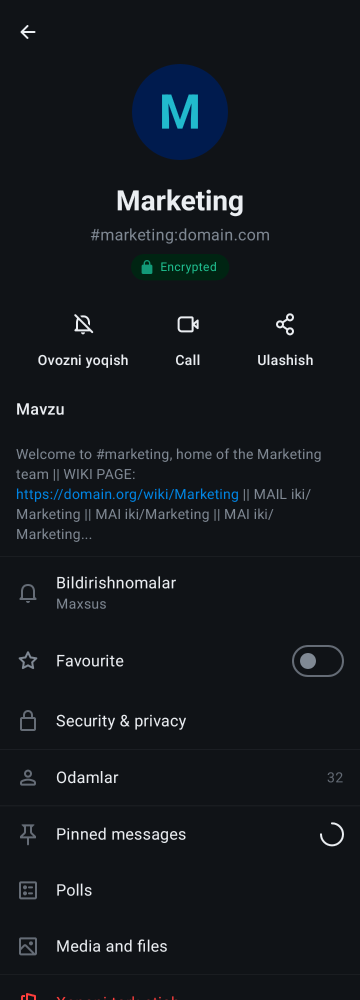 M
Marketing
#marketing:domain.com
Encrypted
Ovozni yoqish
Call
Ulashish
Mavzu
Welcome to #marketing, home of the Marketing
team || WIKI PAGE:
https://domain.org/wiki/Marketing || MAIL iki/
Marketing || MAI iki/Marketing || MAI iki/
Marketing...
Bildirishnomalar
Maxsus
Favourite
Security & privacy
Odamlar 32
Pinned messages
Polls
Media and files